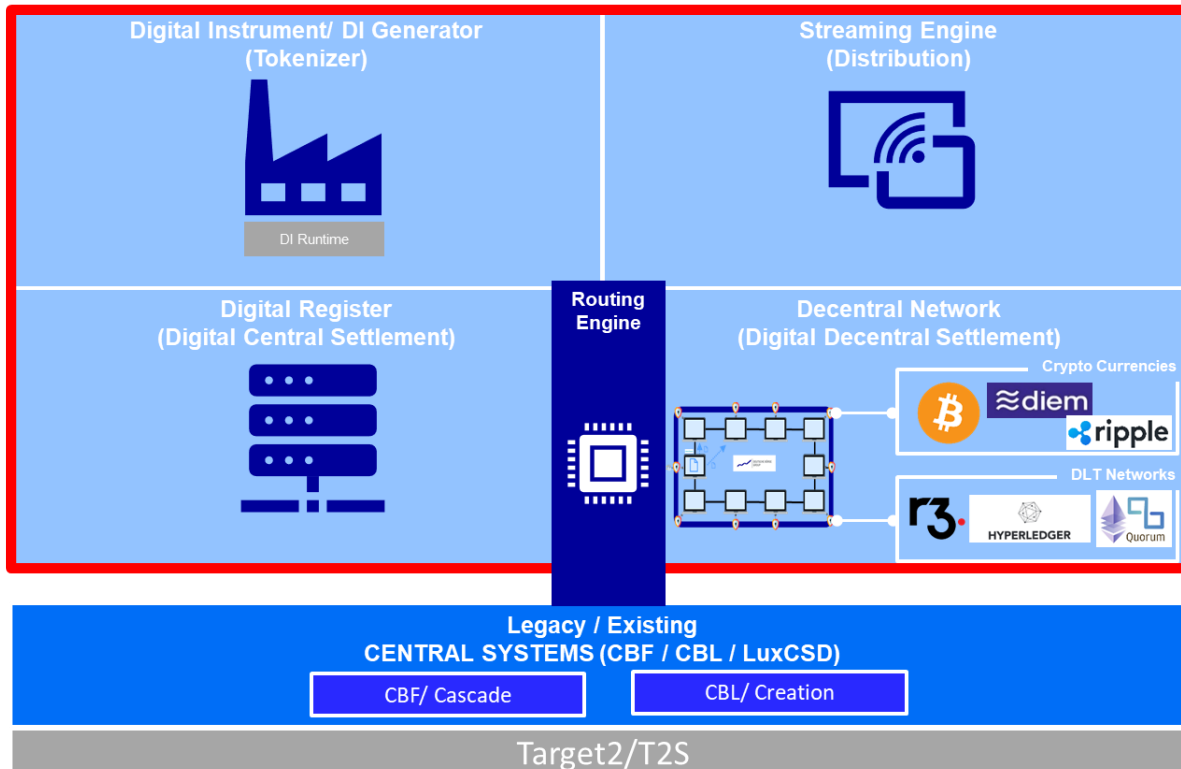 Digital Instrument/ DI Generator
(Tokenizer)
DI Runtime
Streaming Engine
(Distribution)
Digital Register
(Digital Central Settlement)
Routing
Engine
Decentral Network
(Digital Decentral Settlement)
Crypto Currencies
diem
ripple
DLT Networks
r3.
HYPERLEDGER
Quorum
Legacy / Existing
CENTRAL SYSTEMS (CBF / CBL / LuxCSD)
CBF/ Cascade
CBL/ Creation
Target2/T2S